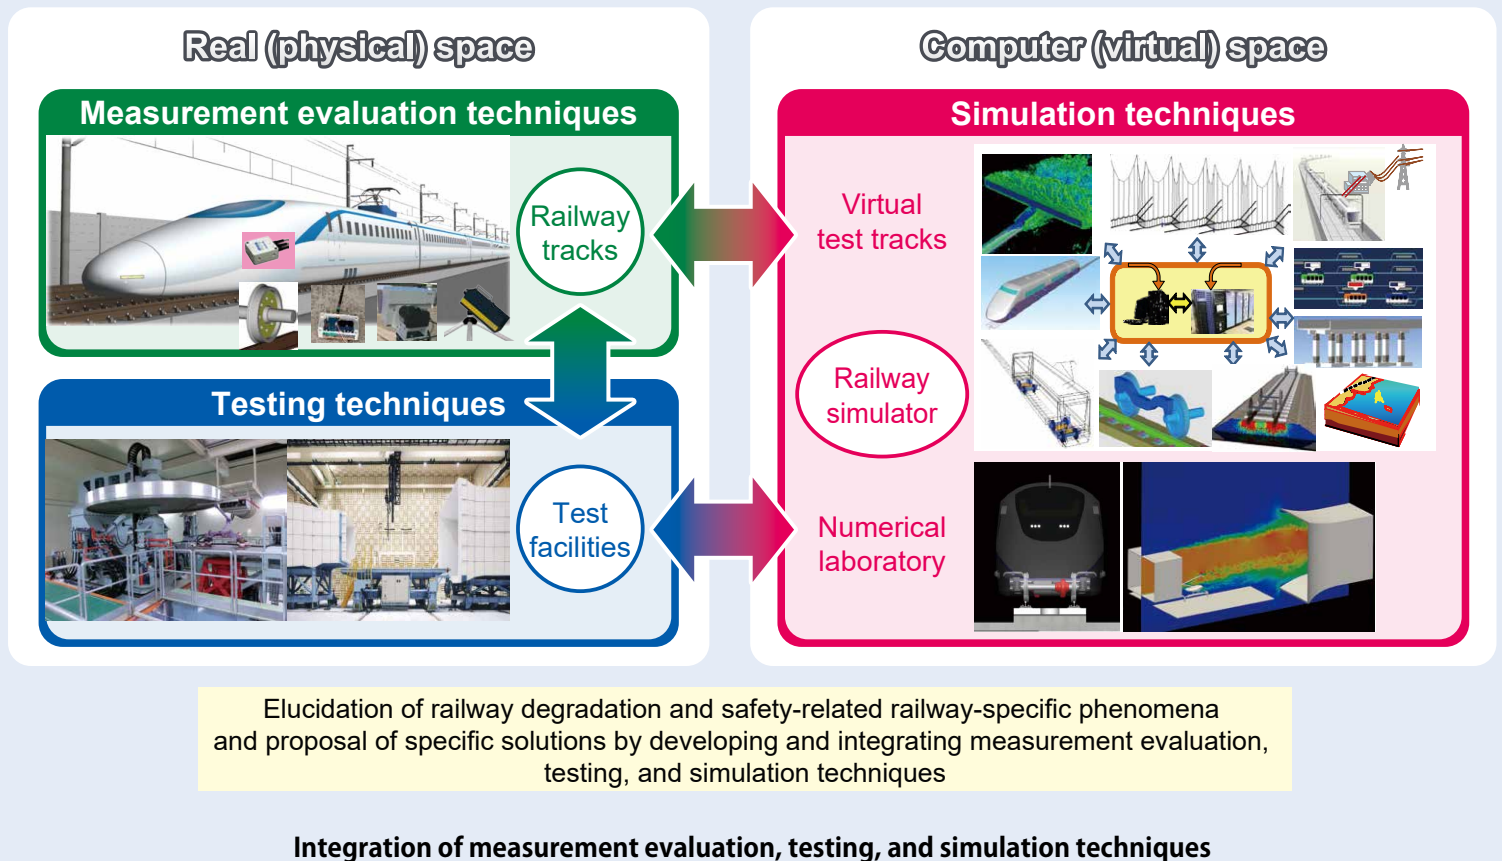 Real (physical) space
Measurement evaluation techniques
Railway
tracks
Testing techniques
Test
facilities
Computer (virtual) space
Simulation techniques
Virtual
test tracks
Railway
simulator
Numerical
laboratory
Elucidation of railway degradation and safety-related railway-specific phenomena
and proposal of specific solutions by developing and integrating measurement evaluation,
testing, and simulation techniques
Integration of measurement evaluation, testing, and simulation techniques